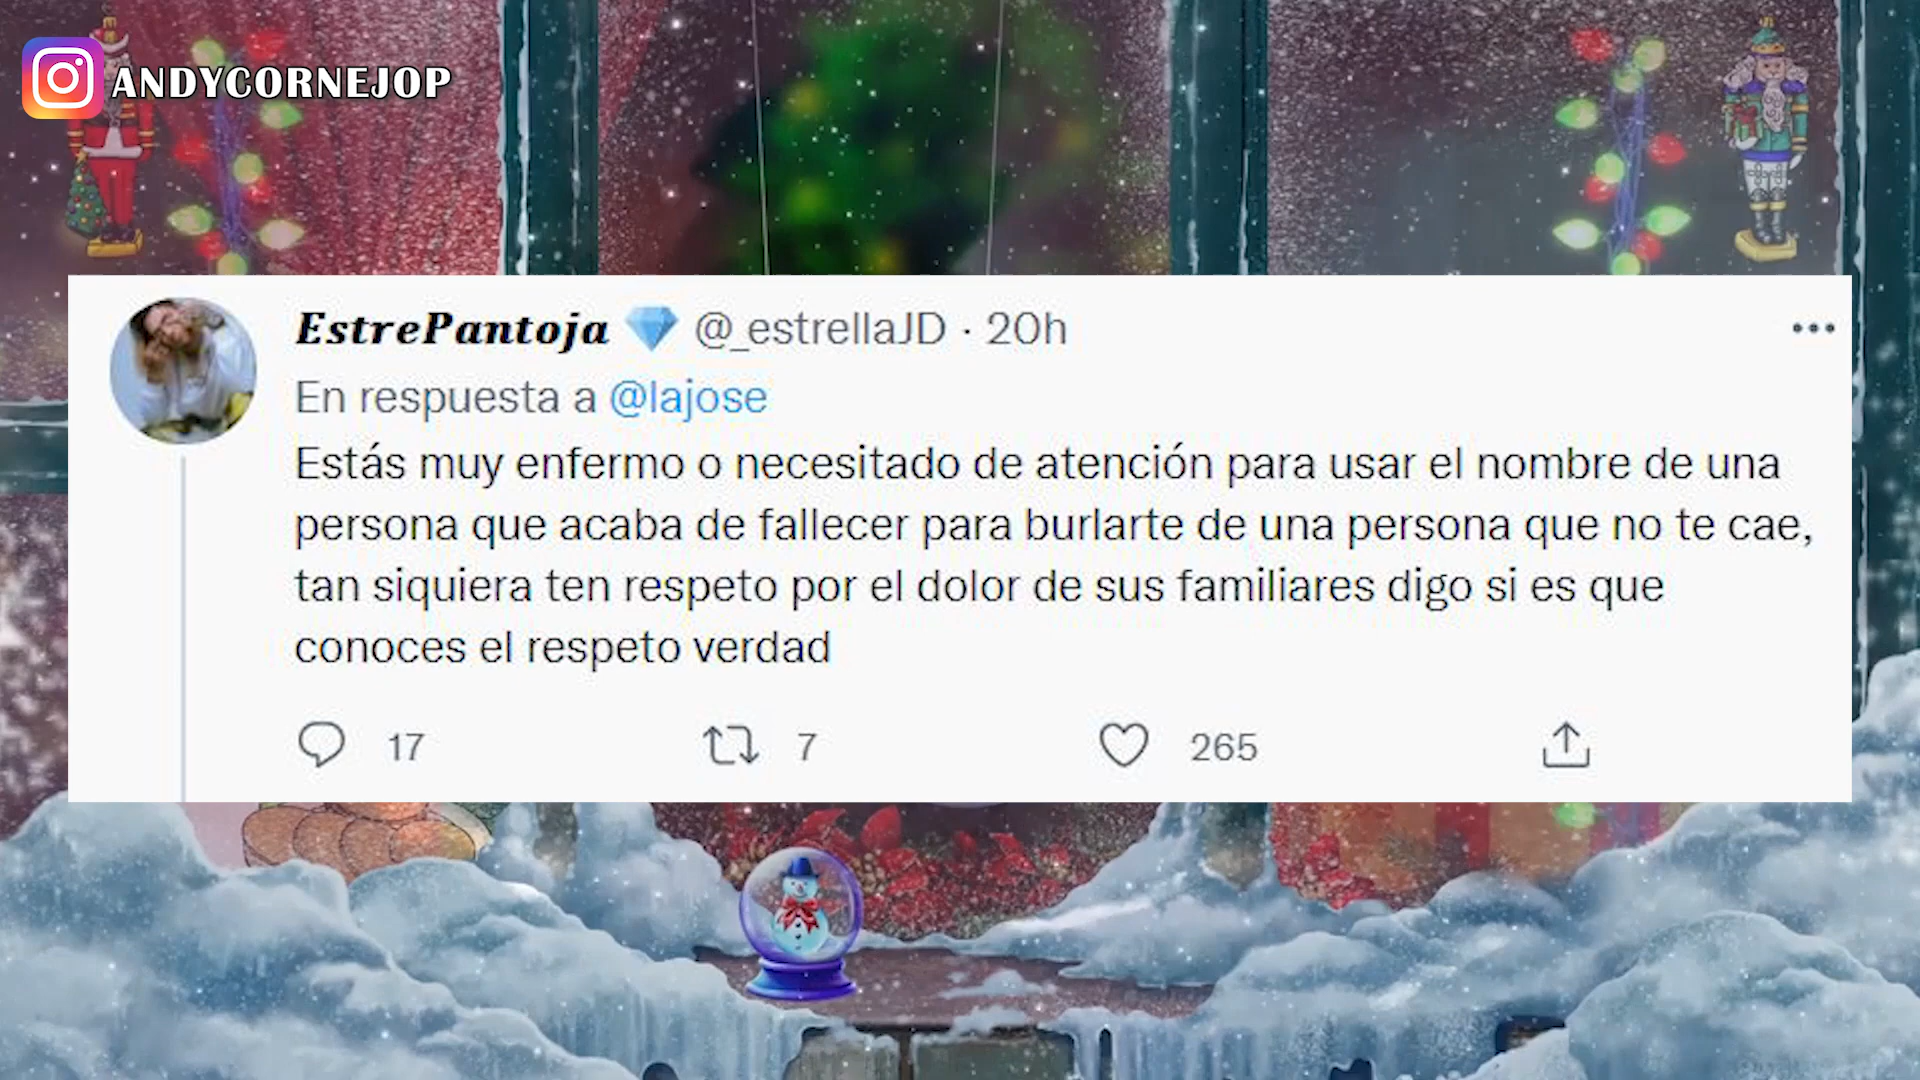 ANDYCORNEJOP
EstrePantoja 💎 @_estrellaJD · 20h
En respuesta a @lajose
Estás muy enfermo o necesitado de atención para usar el nombre de una
persona que acaba de fallecer para burlarte de una persona que no te cae,
tan siquiera ten respeto por el dolor de sus familiares digo si es que
conoces el respeto verdad
17 7 265